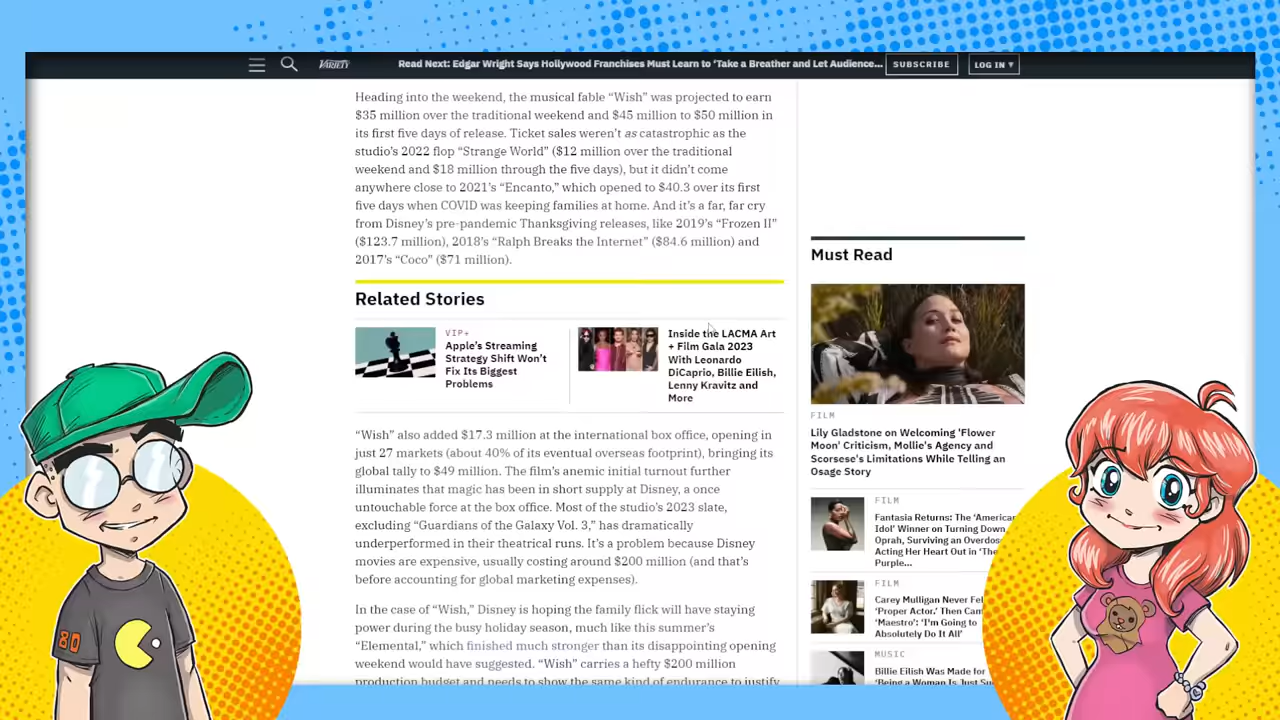 VARIETY
Read Next: Edgar Wright Says Hollywood Franchises Must Learn to 'Take a Breather and Let Audience...
SUBSCRIBE
LOG IN ▾
Heading into the weekend, the musical fable “Wish” was projected to earn
$35 million over the traditional weekend and $45 million to $50 million in
its first five days of release. Ticket sales weren’t as catastrophic as the
studio’s 2022 flop “Strange World” ($12 million over the traditional
weekend and $18 million through the five days), but it didn’t come
anywhere close to 2021’s “Encanto,” which opened to $40.3 over its first
five days when COVID was keeping families at home. And it’s a far, far cry
from Disney’s pre-pandemic Thanksgiving releases, like 2019’s “Frozen II”
($123.7 million), 2018’s “Ralph Breaks the Internet” ($84.6 million) and
2017’s “Coco” ($71 million).
Related Stories
VIP+
Apple’s Streaming
Strategy Shift Won’t
Fix Its Biggest
Problems
Inside the LACMA Art
+ Film Gala 2023
With Leonardo
DiCaprio, Billie Eilish,
Lenny Kravitz and
More
“Wish” also added $17.3 million at the international box office, opening in
just 27 markets (about 40% of its eventual overseas footprint), bringing its
global tally to $49 million. The film’s anemic initial turnout further
illuminates that magic has been in short supply at Disney, a once
untouchable force at the box office. Most of the studio’s 2023 slate,
excluding “Guardians of the Galaxy Vol. 3,” has dramatically
underperformed in their theatrical runs. It’s a problem because Disney
movies are expensive, usually costing around $200 million (and that’s
before accounting for global marketing expenses).
In the case of “Wish,” Disney is hoping the family flick will have staying
power during the busy holiday season, much like this summer’s
“Elemental,” which finished much stronger than its disappointing opening
weekend would have suggested. “Wish” carries a hefty $200 million
production budget and needs to show the same kind of endurance to justify
Must Read
FILM
Lily Gladstone on Welcoming 'Flower
Moon' Criticism, Mollie's Agency and
Scorsese's Limitations While Telling an
Osage Story
FILM
Fantasia Returns: The 'American
Idol' Winner on Turning Down
Oprah, Surviving an Overdose
Acting Her Heart Out in 'The
Purple...
FILM
Carey Mulligan Never Fel
'Proper Actor.' Then Cam
'Maestro': 'I'm Going to
Absolutely Do It All'
MUSIC
Billie Eilish Was Made for
'Being a Woman Is Just Su
80